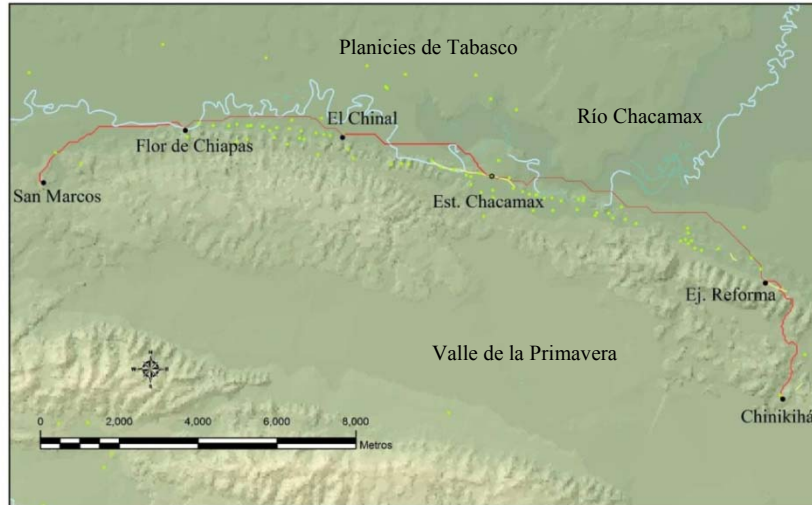 Planicies de Tabasco
Río Chacamax
El Chinal
Flor de Chiapas
San Marcos
Est. Chacamax
Ej. Reforma
Valle de la Primavera
Chinikihá
N
W E
S
0 2,000 4,000 6,000 8,000
Metros